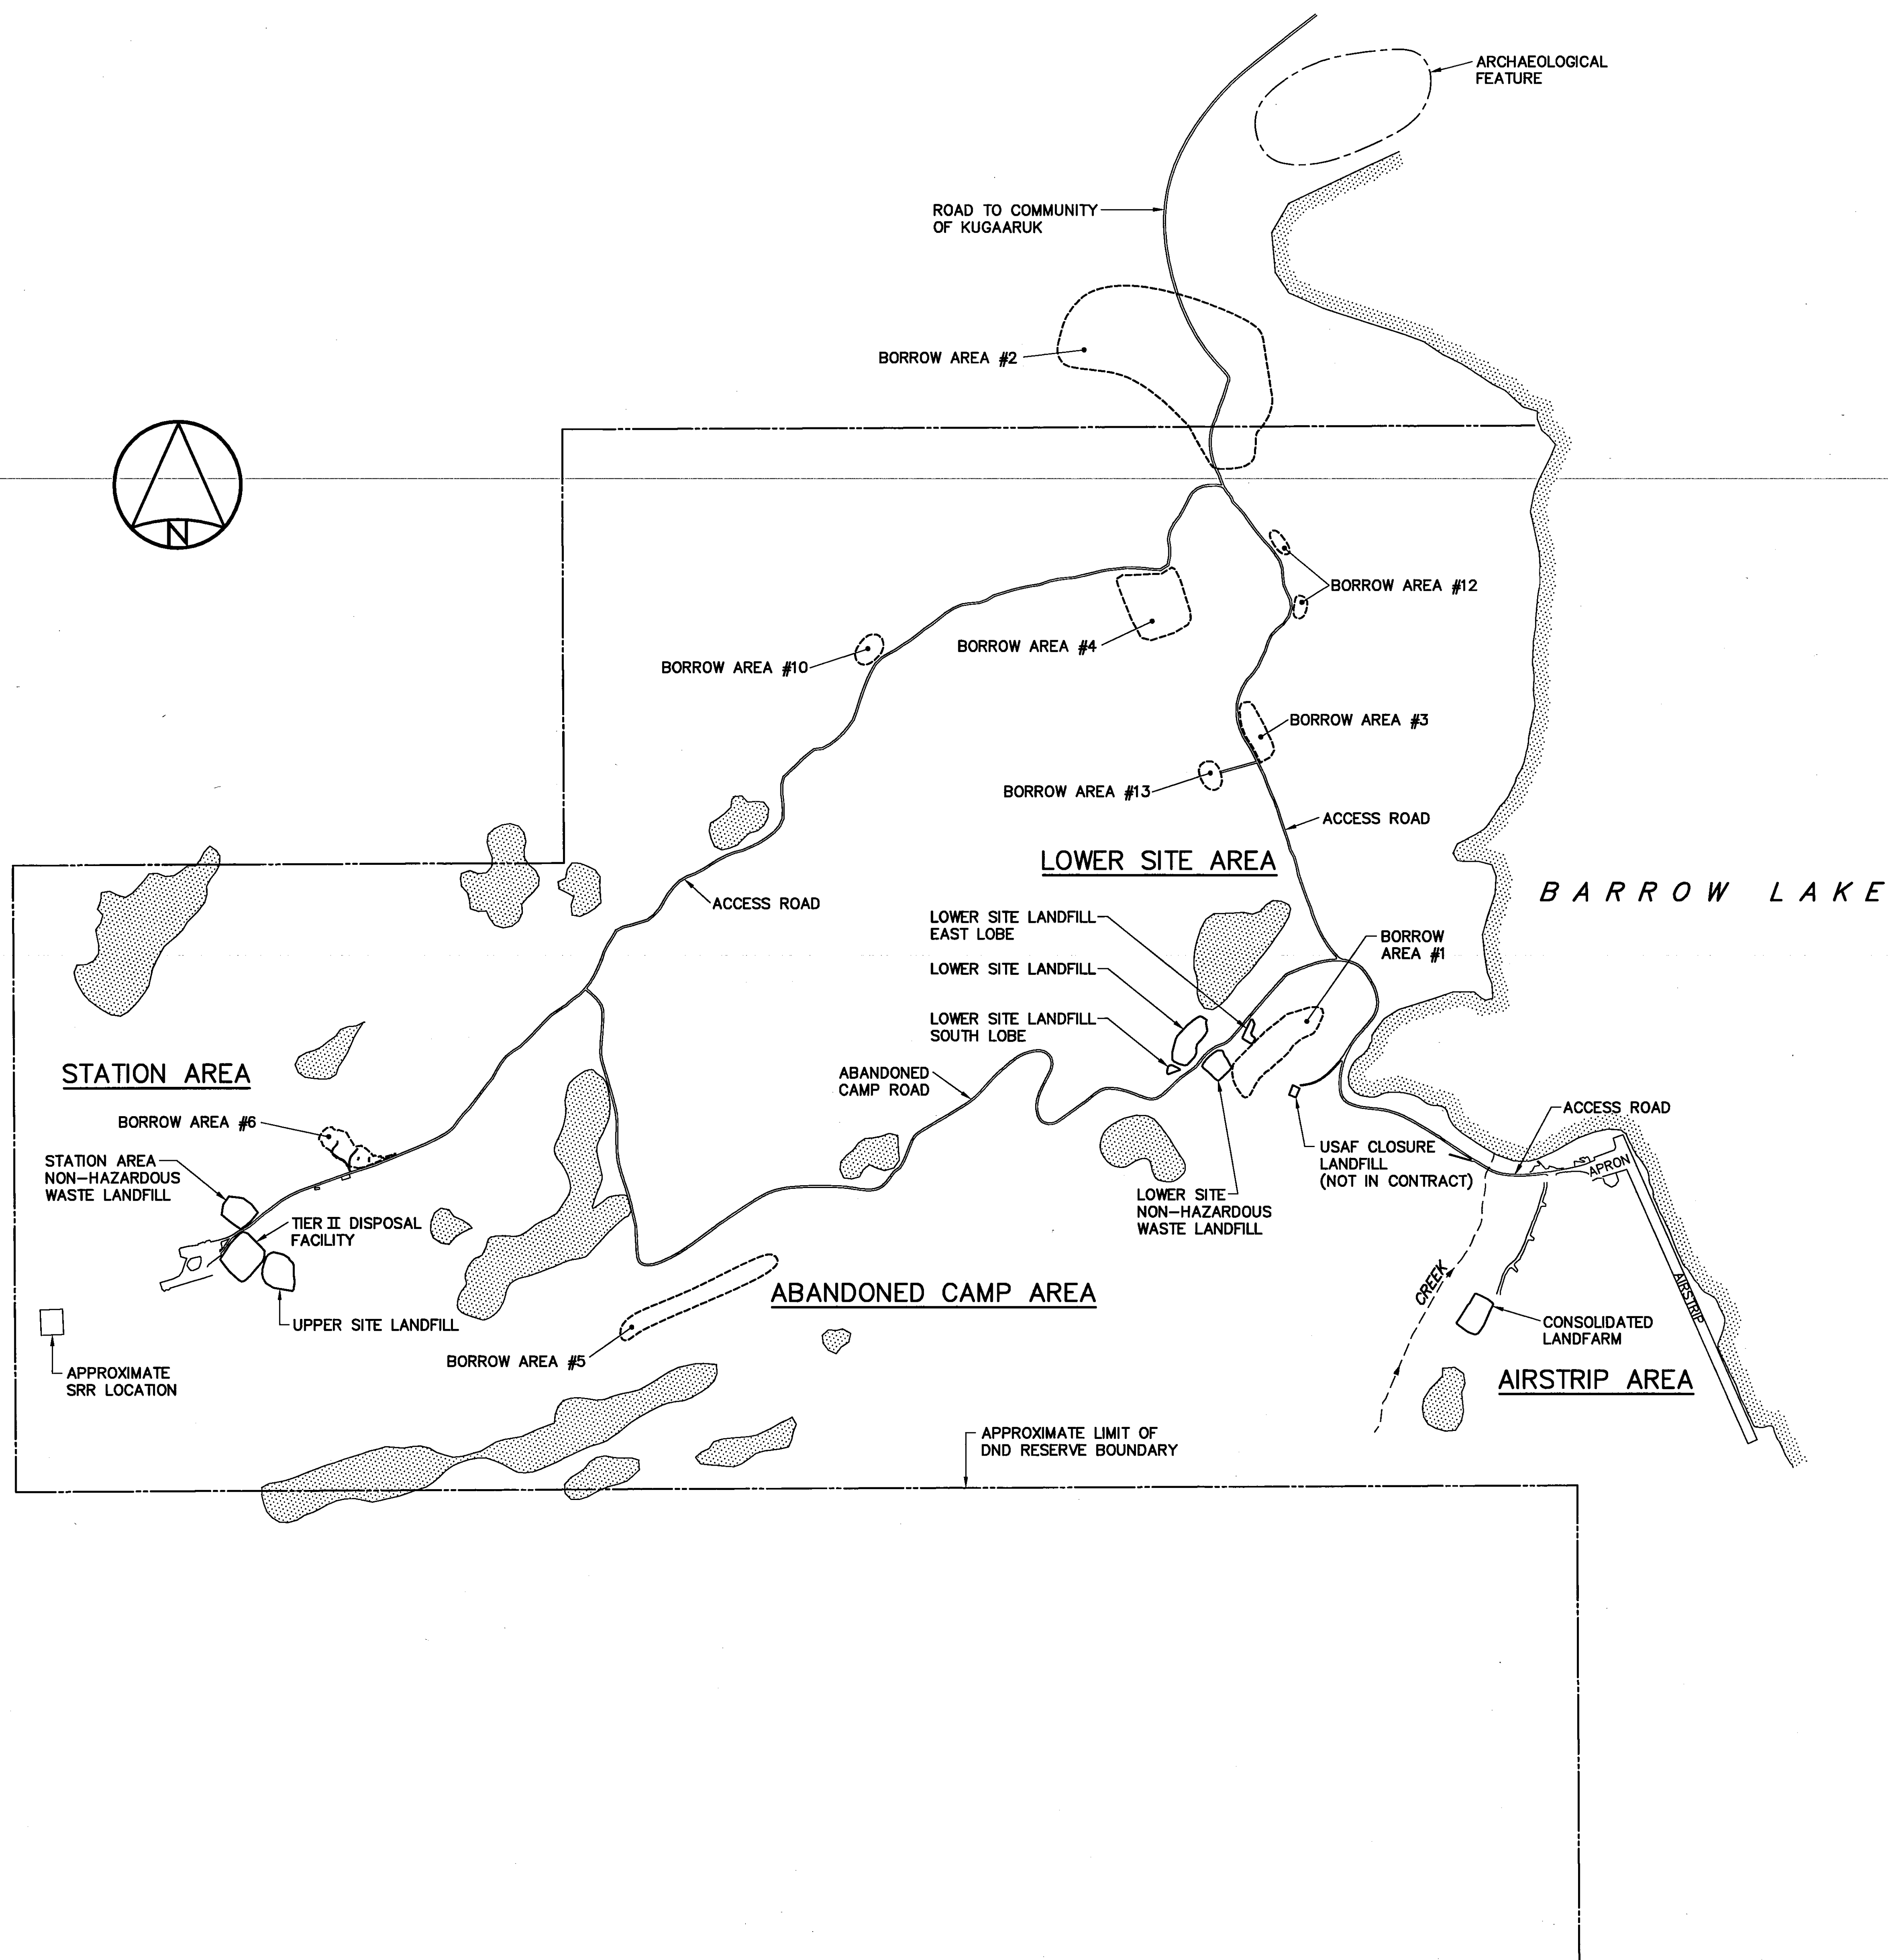 ARCHAEOLOGICAL
FEATURE
ROAD TO COMMUNITY
OF KUGAARUK
BORROW AREA #2
N
BORROW AREA #12
BORROW AREA #4
BORROW AREA #10
BORROW AREA #3
BORROW AREA #13
ACCESS ROAD
LOWER SITE AREA
BARROW LAKE
ACCESS ROAD
LOWER SITE LANDFILL
EAST LOBE
BORROW
AREA #1
LOWER SITE LANDFILL
LOWER SITE LANDFILL
SOUTH LOBE
STATION AREA
ABANDONED
CAMP ROAD
ACCESS ROAD
BORROW AREA #6
USAF CLOSURE
LANDFILL
(NOT IN CONTRACT)
APRON
STATION AREA
NON-HAZARDOUS
WASTE LANDFILL
LOWER SITE
NON-HAZARDOUS
WASTE LANDFILL
TIER II DISPOSAL
FACILITY
CREEK
AIRSTRIP
ABANDONED CAMP AREA
UPPER SITE LANDFILL
CONSOLIDATED
LANDFARM
BORROW AREA #5
APPROXIMATE
SRR LOCATION
AIRSTRIP AREA
APPROXIMATE LIMIT OF
DND RESERVE BOUNDARY